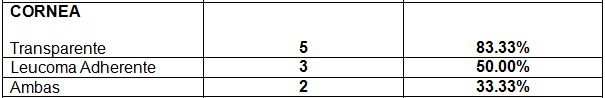 CORNEA
Transparente 5 83.33%
Leucoma Adherente 3 50.00%
Ambas 2 33.33%